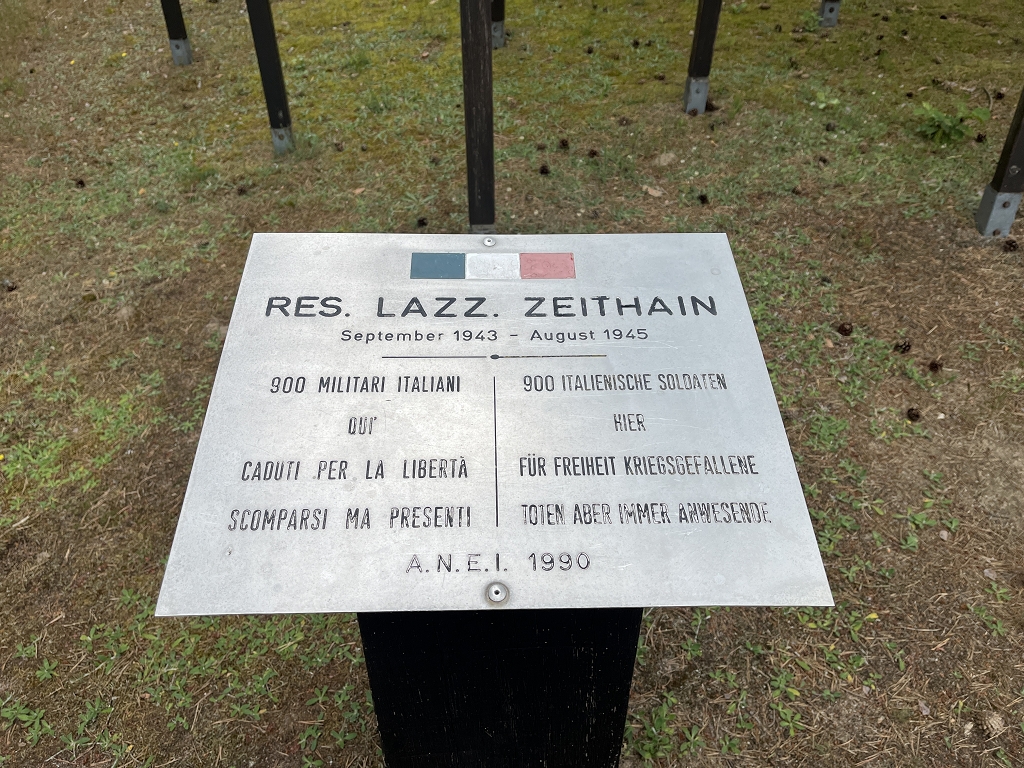 RES. LAZZ. ZEITHAIN
September 1943 - August 1945
900 MILITARI ITALIANI
QUI'
CADUTI PER LA LIBERTÀ
SCOMPARSI MA PRESENTI
900 ITALIENISCHE SOLDATEN
HIER
FÜR FREIHEIT KRIEGSGEFALLENE
TOTEN ABER IMMER ANWESENDE
A.N.E.I. 1990